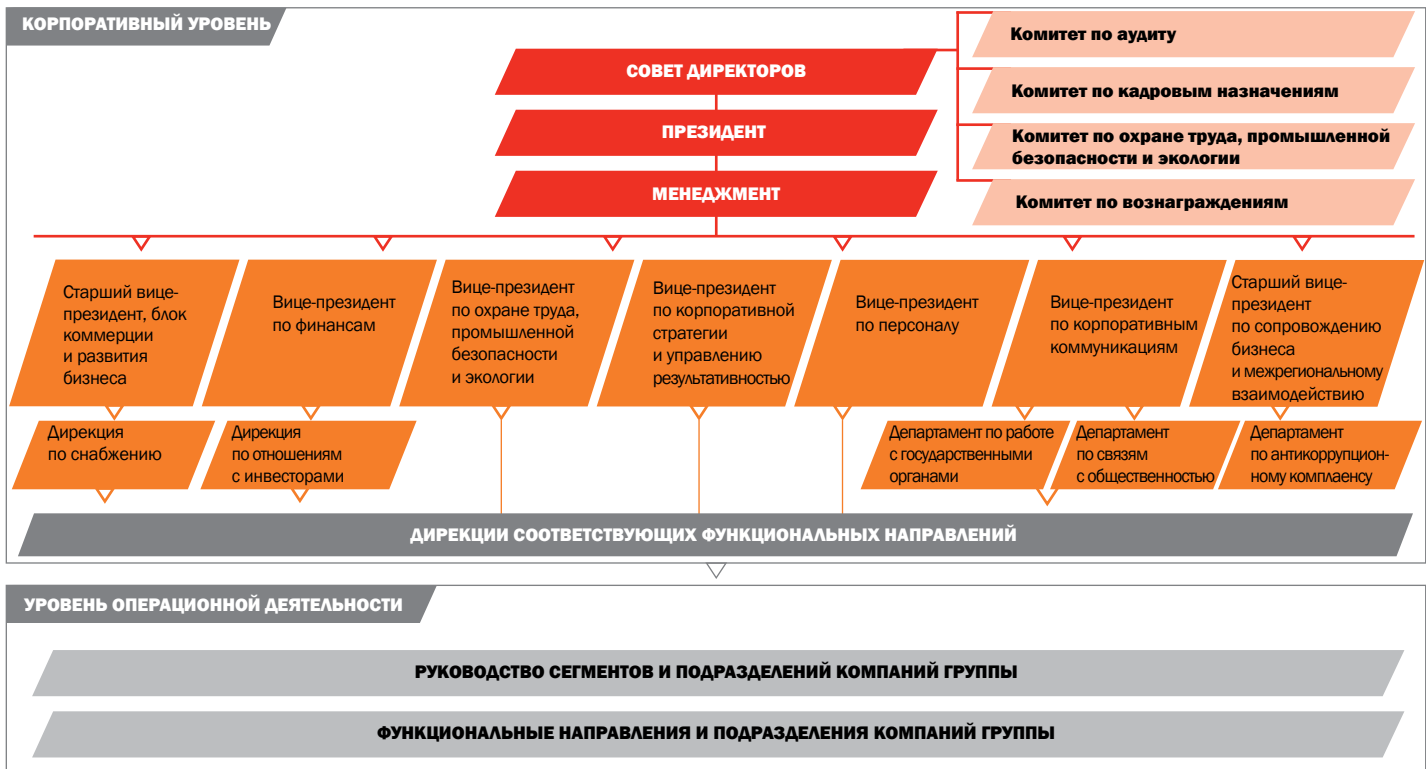 КОРПОРАТИВНЫЙ УРОВЕНЬ
СОВЕТ ДИРЕКТОРОВ
ПРЕЗИДЕНТ
МЕНЕДЖМЕНТ
Комитет по аудиту
Комитет по кадровым назначениям
Комитет по охране труда, промышленной
безопасности и экологии
Комитет по вознаграждениям
Старший вице-
президент, блок
коммерции
и развития
бизнеса
Вице-президент
по финансам
Вице-президент
по охране труда,
промышленной
безопасности
и экологии
Вице-президент
по корпоративной
стратегии
и управлению
результативностью
Вице-президент
по персоналу
Вице-президент
по корпоративным
коммуникациям
Старший вице-
президент
по сопровождению
бизнеса
и межрегиональному
взаимодействию
Дирекция
по снабжению
Дирекция
по отношениям
с инвесторами
Департамент по работе
с государственными
органами
Департамент
по связям
с общественностью
Департамент
по антикоррупцион-
ному комплаенсу
ДИРЕКЦИИ СООТВЕТСТВУЮЩИХ ФУНКЦИОНАЛЬНЫХ НАПРАВЛЕНИЙ
УРОВЕНЬ ОПЕРАЦИОННОЙ ДЕЯТЕЛЬНОСТИ
РУКОВОДСТВО СЕГМЕНТОВ И ПОДРАЗДЕЛЕНИЙ КОМПАНИЙ ГРУППЫ
ФУНКЦИОНАЛЬНЫЕ НАПРАВЛЕНИЯ И ПОДРАЗДЕЛЕНИЯ КОМПАНИЙ ГРУППЫ